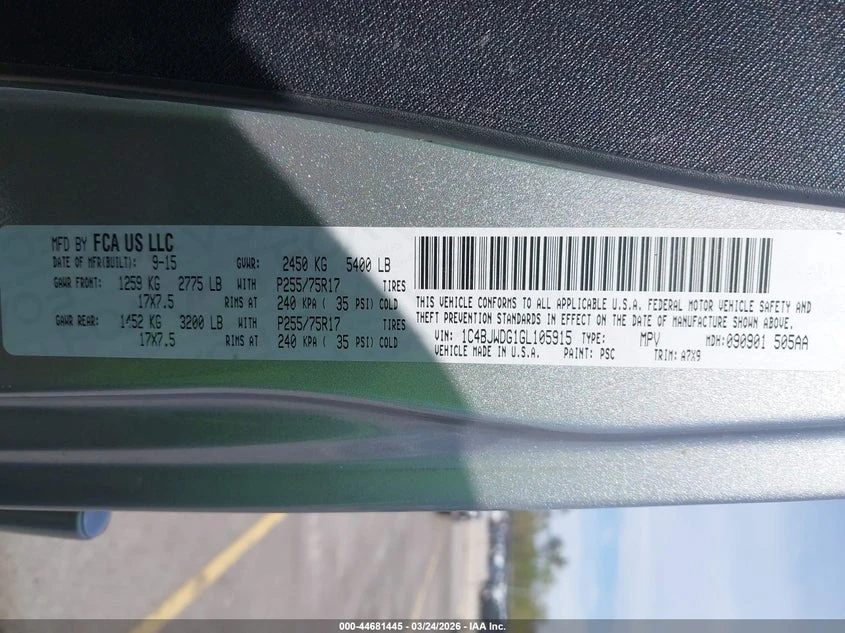 MFD BY FCA US LLC
DATE OF MFR(BUILT): 9-15 GVWR: 2450 KG 5400 LB
GAWR FRONT: 1259 KG 2775 LB WITH P255/75R17 TIRES
17X7.5 RIMS AT 240 KPA ( 35 PSI) COLD
GAWR REAR: 1452 KG 3200 LB WITH P255/75R17 TIRES
17X7.5 RIMS AT 240 KPA ( 35 PSI) COLD
THIS VEHICLE CONFORMS TO ALL APPLICABLE U.S.A. FEDERAL MOTOR VEHICLE SAFETY AND
THEFT PREVENTION STANDARDS IN EFFECT ON THE DATE OF MANUFACTURE SHOWN ABOVE.
VIN: 1C4BJWDG1GL105915 TYPE: MPV MDH: 090901 505AA
VEHICLE MADE IN U.S.A. PAINT: PSC TRIM: A7X9
000-44681445 - 03/24/2026 - IAA Inc.